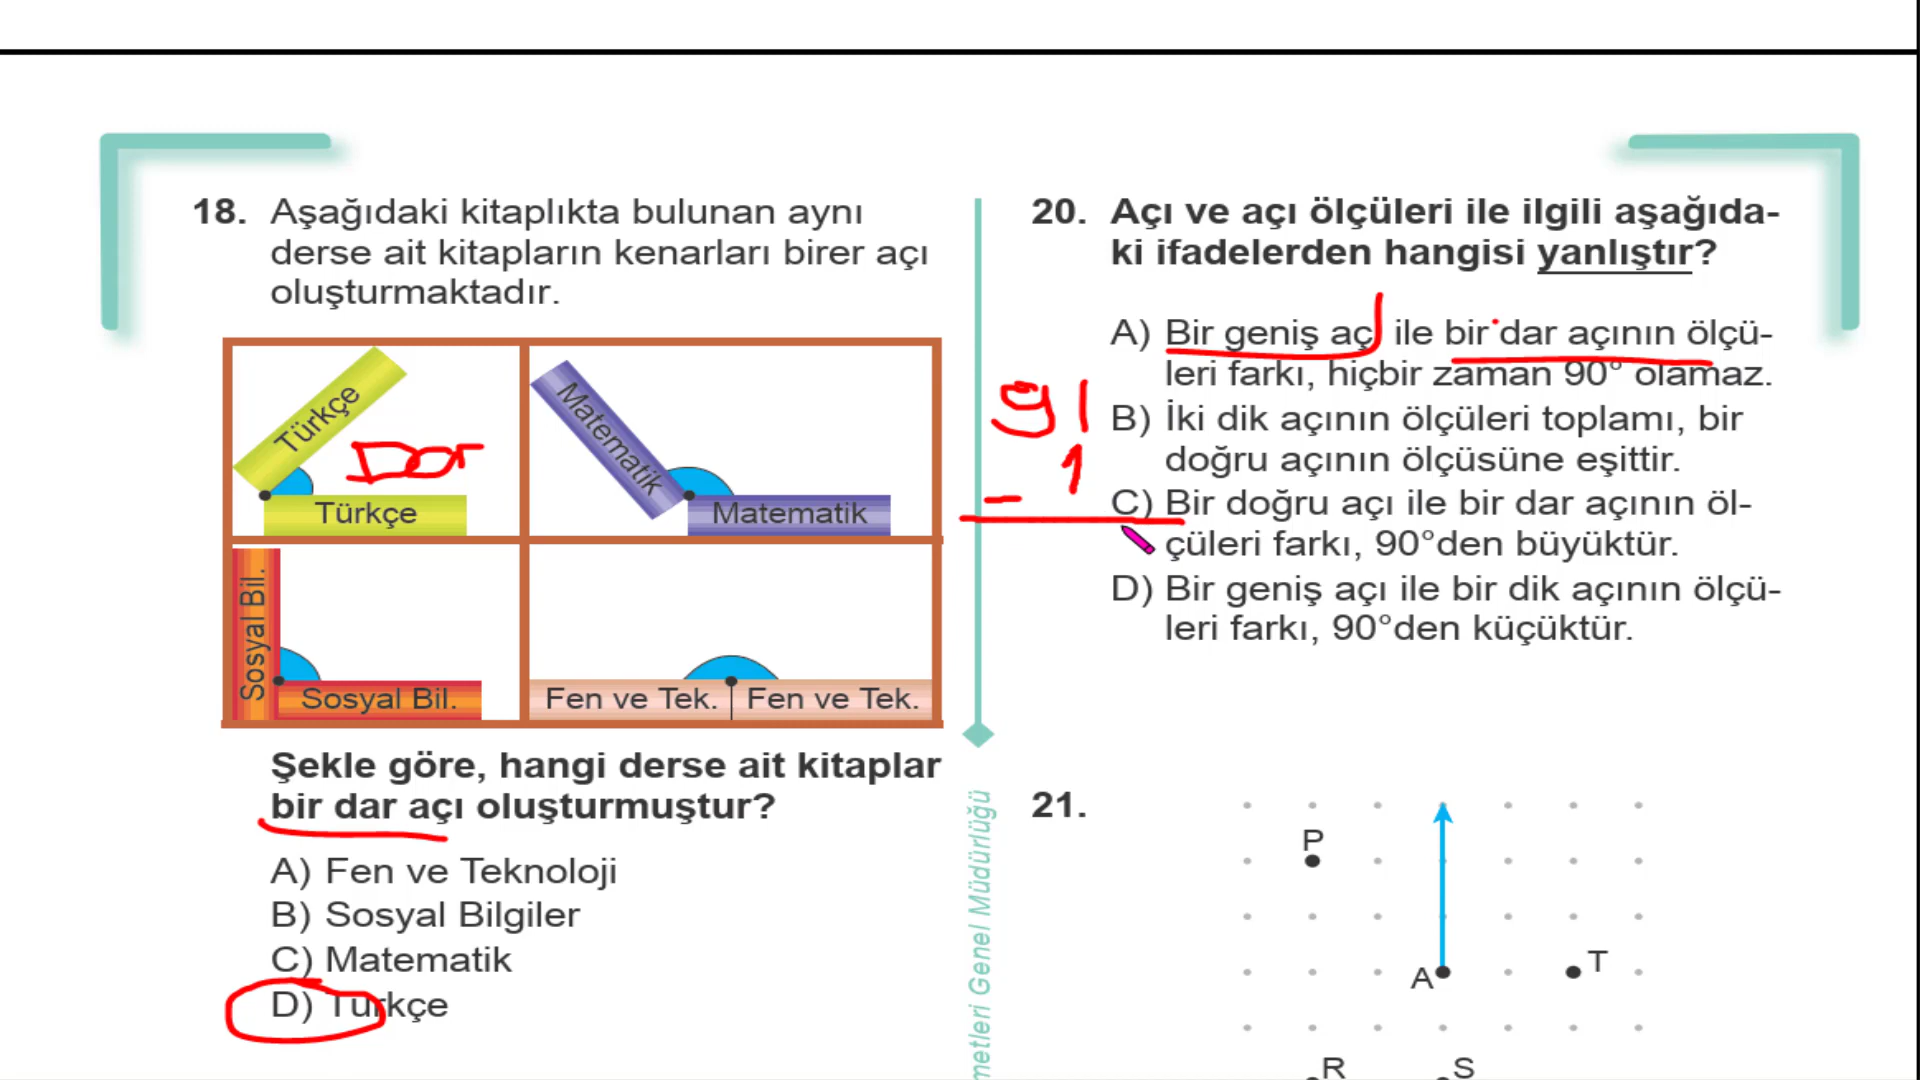 18. Aşağıdaki kitaplıkta bulunan aynı
derse ait kitapların kenarları birer açı
oluşturmaktadır.
Türkçe
Dar
Türkçe
Matematik
Matematik
Sosyal Bil.
Sosyal Bil.
Fen ve Tek. Fen ve Tek.
Şekle göre, hangi derse ait kitaplar
bir dar açı oluşturmuştur?
A) Fen ve Teknoloji
B) Sosyal Bilgiler
C) Matematik
D) Türkçe
metleri Genel Müdürlüğü
20. Açı ve açı ölçüleri ile ilgili aşağıda-
ki ifadelerden hangisi yanlıştır?
A) Bir geniş açı ile bir dar açının ölçü-
leri farkı, hiçbir zaman 90° olamaz.
91
1
-
B) İki dik açının ölçüleri toplamı, bir
doğru açının ölçüsüne eşittir.
C) Bir doğru açı ile bir dar açının öl-
çüleri farkı, 90°den büyüktür.
D) Bir geniş açı ile bir dik açının ölçü-
leri farkı, 90°den küçüktür.
21.
P
A
T
R
S